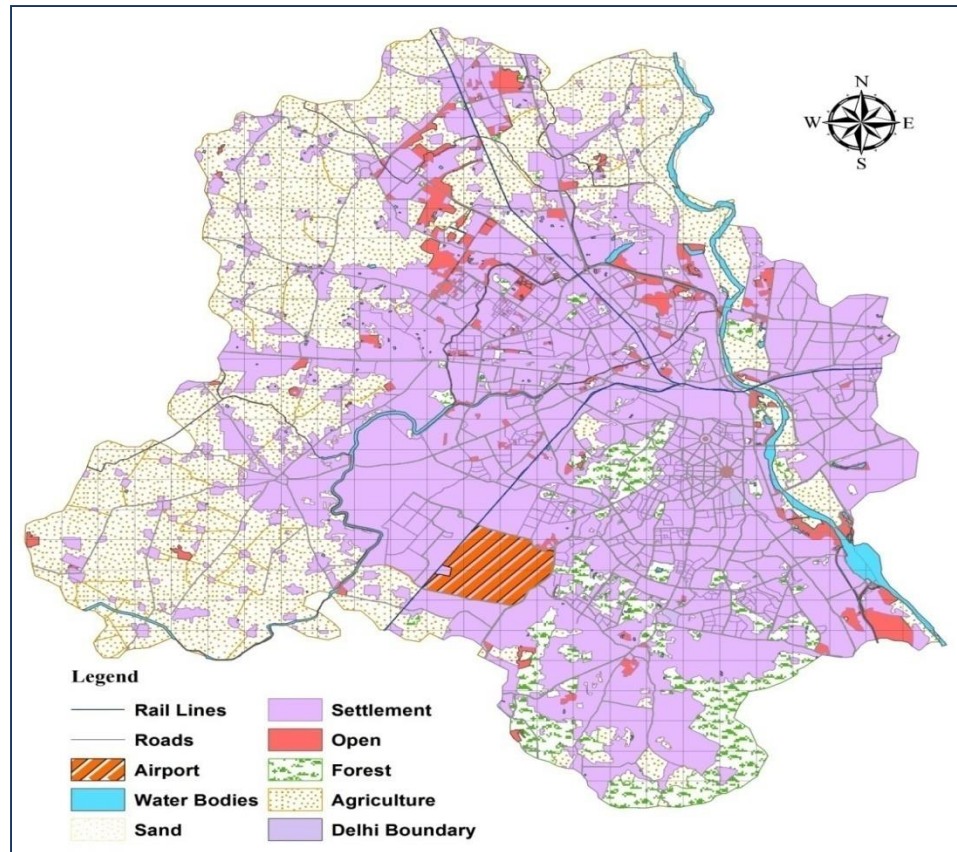 N
W E
S
Legend
Rail Lines Settlement
Roads Open
Airport Forest
Water Bodies Agriculture
Sand Delhi Boundary